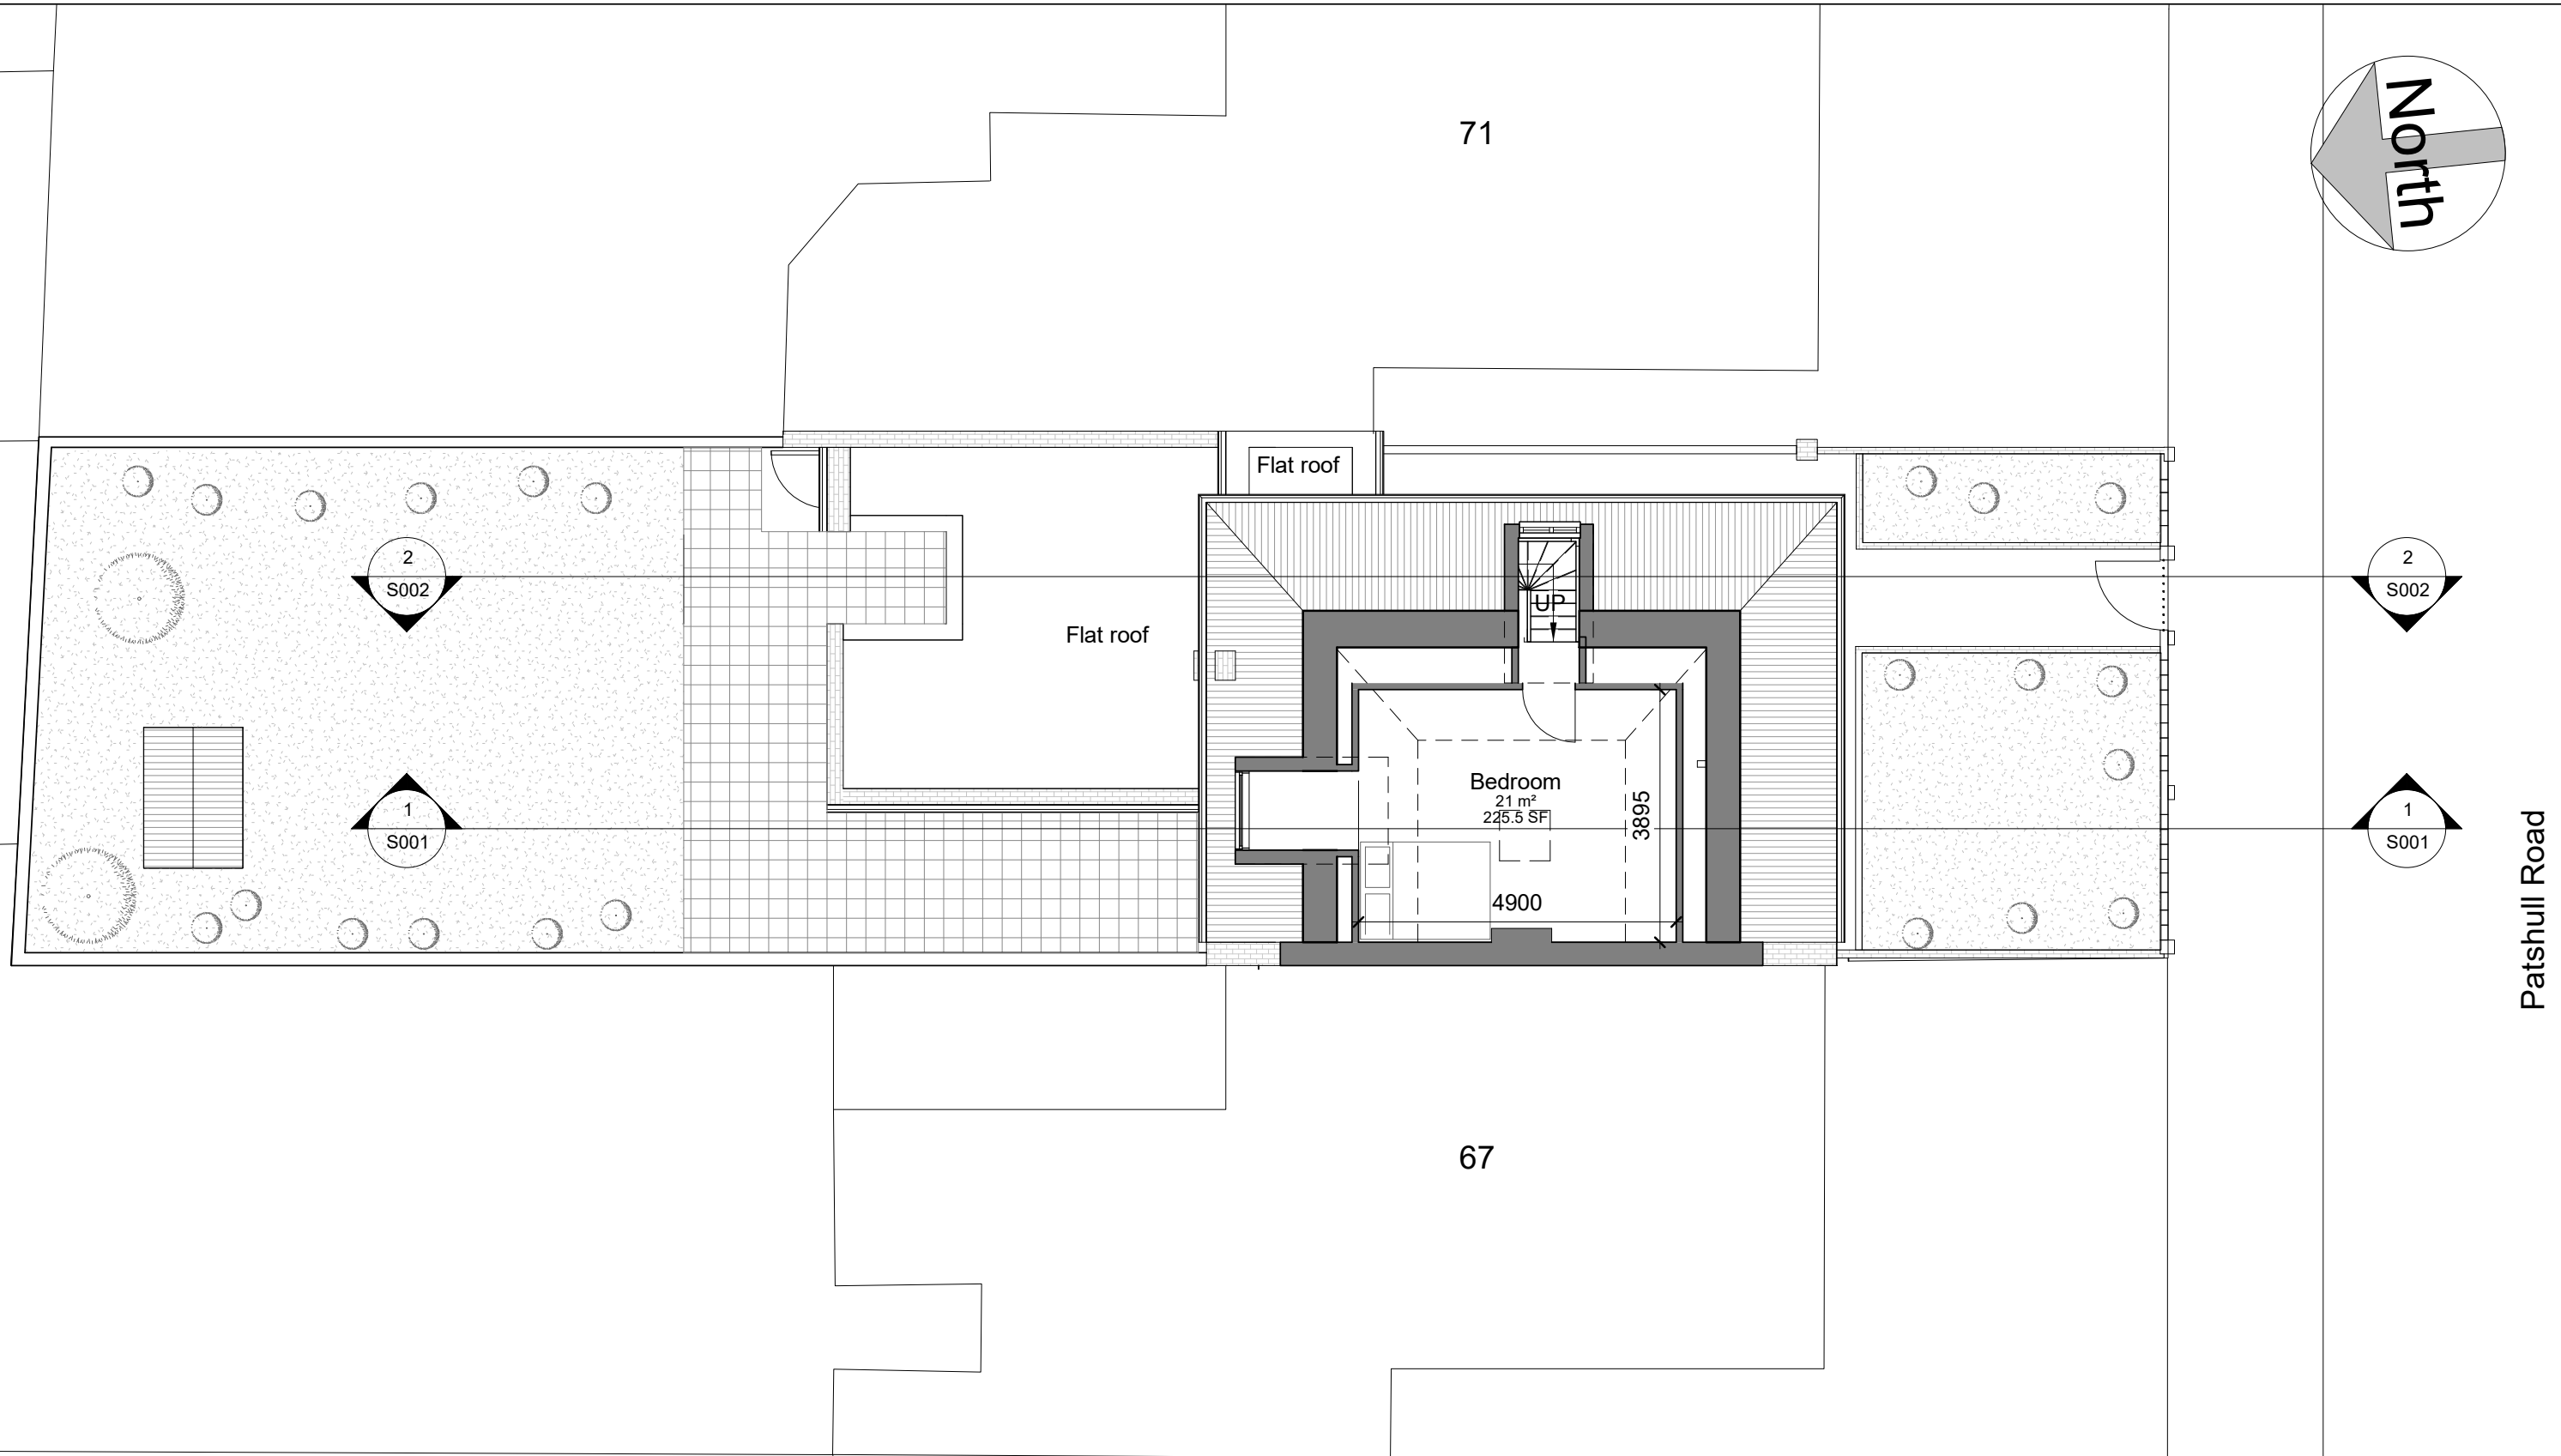 North
71
Flat roof
2
S002
2
S002
UP
Flat roof
Bedroom
21 m²
225.5 SF
3895
1
S001
1
S001
4900
Patshull Road
67